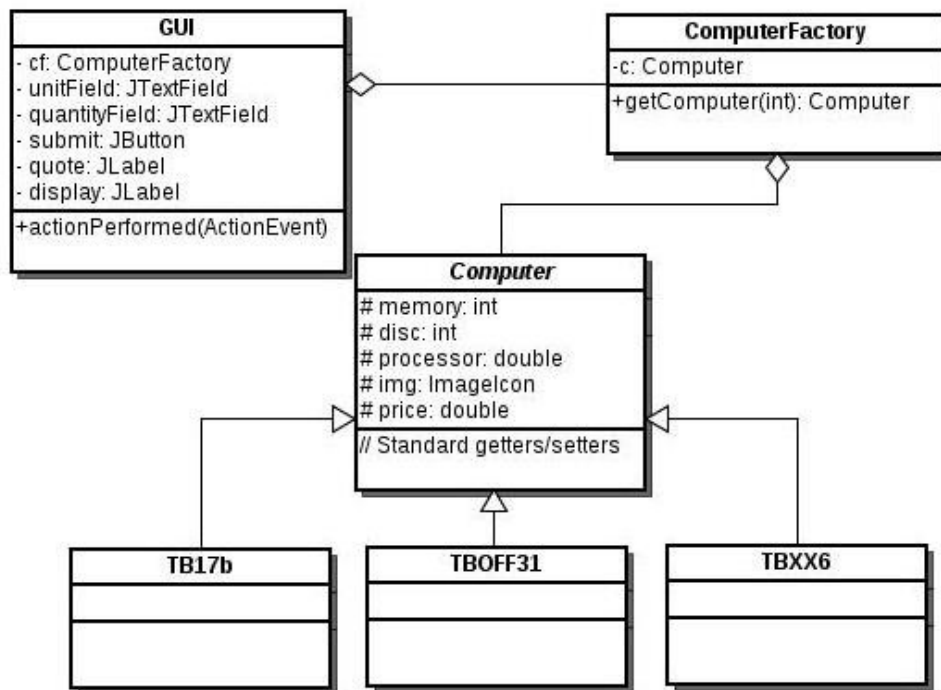 GUI
- cf: ComputerFactory
- unitField: JTextField
- quantityField: JTextField
- submit: JButton
- quote: JLabel
- display: JLabel
+actionPerformed(ActionEvent)
ComputerFactory
-c: Computer
+getComputer(int): Computer
Computer
# memory: int
# disc: int
# processor: double
# img: ImageIcon
# price: double
// Standard getters/setters
TB17b
TBOFF31
TBXX6